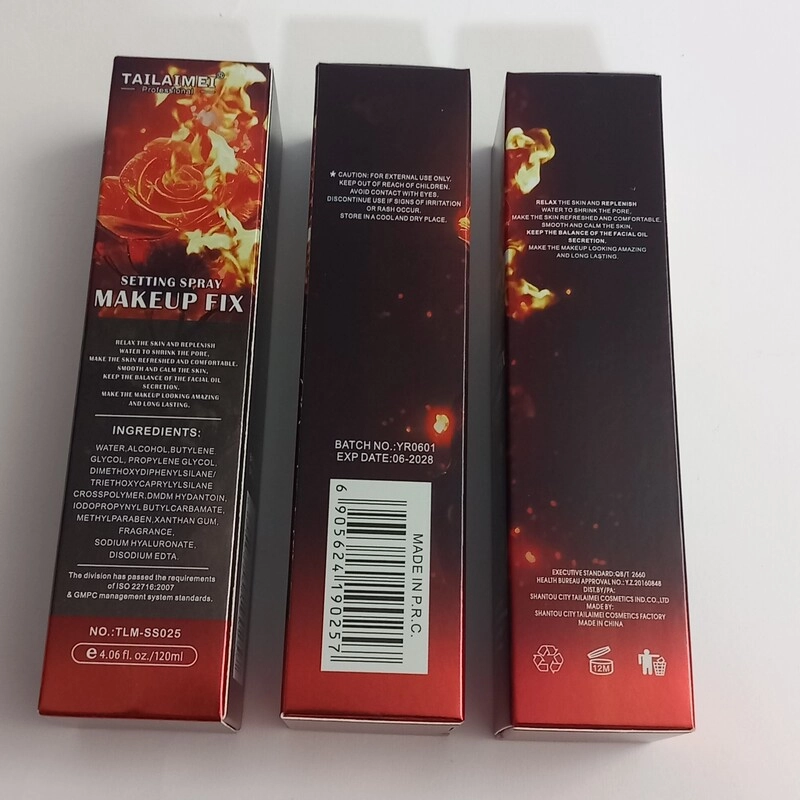 TAILAIMEI®
Professional
SETTING SPRAY
MAKEUP FIX
RELAX THE SKIN AND REPLENISH
WATER TO SHRINK THE PORE,
MAKE THE SKIN REFRESHED AND COMFORTABLE.
SMOOTH AND CALM THE SKIN,
KEEP THE BALANCE OF THE FACIAL OIL
SECRETION.
MAKE THE MAKEUP LOOKING AMAZING
AND LONG LASTING.
INGREDIENTS:
WATER,ALCOHOL,BUTYLENE
GLYCOL, PROPYLENE GLYCOL,
DIMETHOXYDIPHENYLSILANE/
TRIETHOXYCAPRYLYLSILANE
CROSSPOLYMER,DMDM HYDANTOIN,
IODOPROPYNYL BUTYLCARBAMATE,
METHYLPARABEN,XANTHAN GUM,
FRAGRANCE,
SODIUM HYALURONATE,
DISODIUM EDTA.
The division has passed the requirements
of ISO 22716:2007
& GMPC management system standards.
NO.:TLM-SS025
e 4.06 fl. oz./120ml
★ CAUTION: FOR EXTERNAL USE ONLY,
KEEP OUT OF REACH OF CHILDREN.
AVOID CONTACT WITH EYES.
DISCONTINUE USE IF SIGNS OF IRRITATION
OR RASH OCCUR.
STORE IN A COOL AND DRY PLACE.
BATCH NO.:YR0601
EXP DATE:06-2028
6 905624 190257
MADE IN P.R.C.
RELAX THE SKIN AND REPLENISH
WATER TO SHRINK THE PORE,
MAKE THE SKIN REFRESHED AND COMFORTABLE.
SMOOTH AND CALM THE SKIN,
KEEP THE BALANCE OF THE FACIAL OIL
SECRETION.
MAKE THE MAKEUP LOOKING AMAZING
AND LONG LASTING.
EXECUTIVE STANDARD:QB/T 2660
HEALTH BUREAU APPROVAL NO.:Y.Z.20160848
DIST.BY/PA:
SHANTOU CITY TAILAIMEI COSMETICS IND.CO.,LTD
MADE BY:
SHANTOU CITY TAILAIMEI COSMETICS FACTORY
MADE IN CHINA
12M